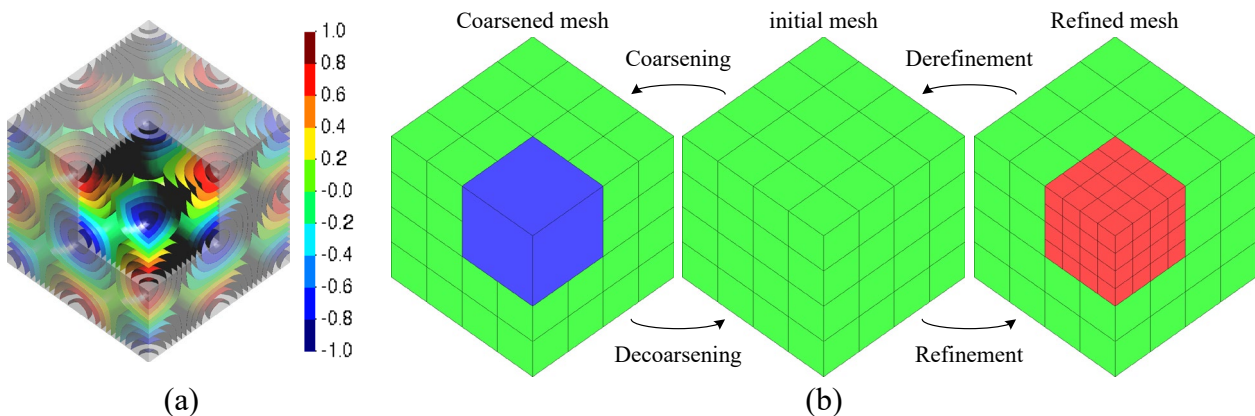 Coarsened mesh
initial mesh
Refined mesh
Coarsening
Derefinement
1.0
0.8
0.6
0.4
0.2
-0.0
-0.2
-0.4
-0.6
-0.8
-1.0
Decoarsening
Refinement
(a)
(b)